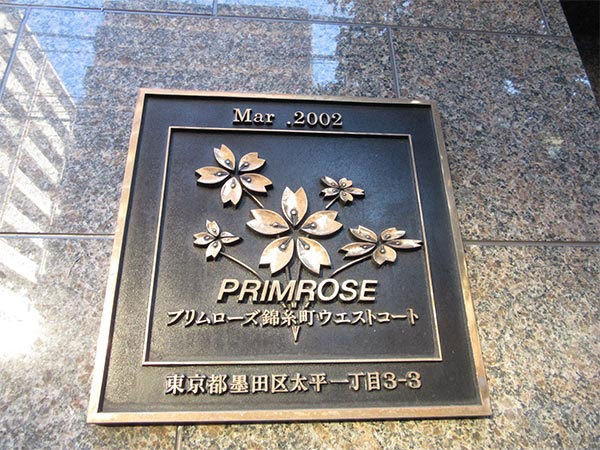 Mar .2002
PRIMROSE
プリムローズ錦糸町ウエストコート
東京都墨田区太平一丁目3-3